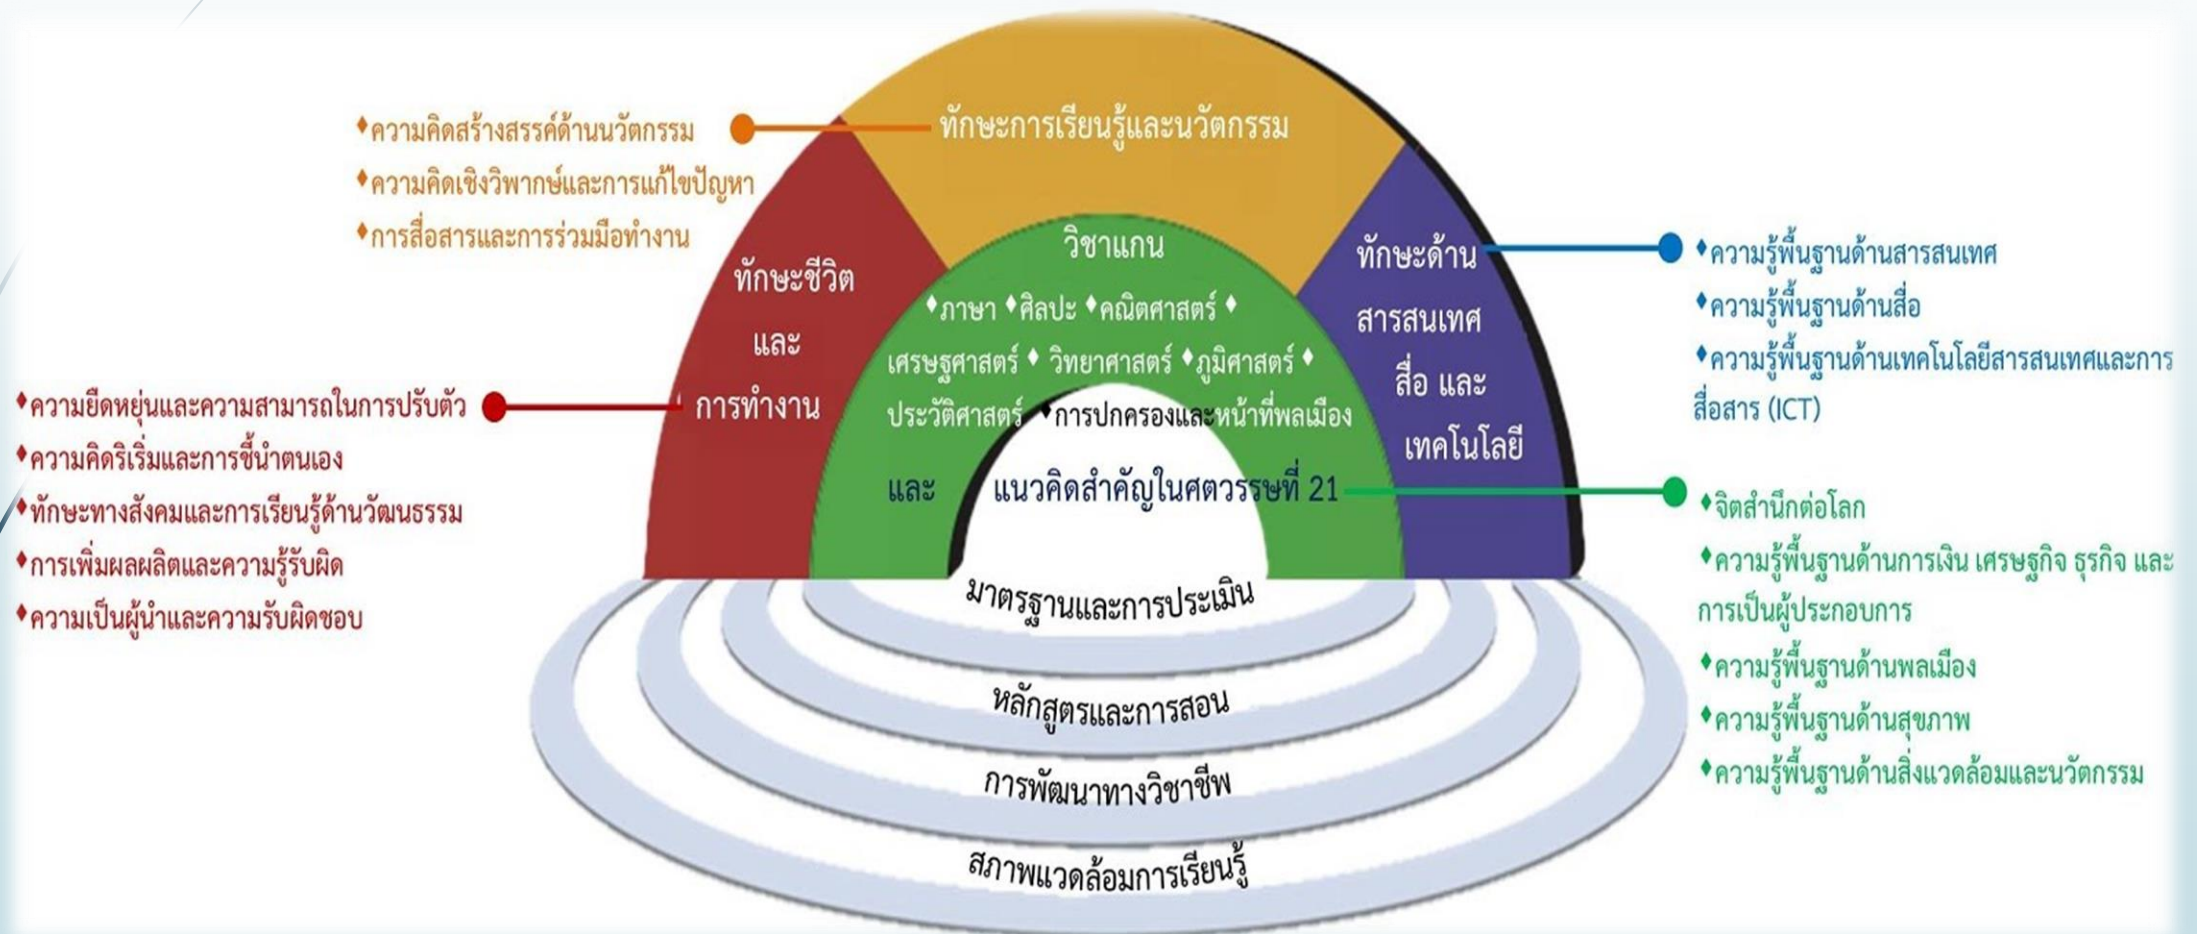 ทักษะการเรียนรู้และนวัตกรรม
♦ความคิดสร้างสรรค์ด้านนวัตกรรม
♦ความคิดเชิงวิพากษ์และการแก้ไขปัญหา
♦การสื่อสารและการร่วมมือทำงาน
ทักษะชีวิต
และ
การทำงาน
♦ความยืดหยุ่นและความสามารถในการปรับตัว
♦ความคิดริเริ่มและการชี้นำตนเอง
♦ทักษะทางสังคมและการเรียนรู้ด้านวัฒนธรรม
♦การเพิ่มผลผลิตและความรู้รับผิด
♦ความเป็นผู้นำและความรับผิดชอบ
วิชาแกน
♦ภาษา ♦ศิลปะ ♦คณิตศาสตร์ ♦
เศรษฐศาสตร์ ♦ วิทยาศาสตร์ ♦ภูมิศาสตร์ ♦
ประวัติศาสตร์ ♦การปกครองและหน้าที่พลเมือง
และ แนวคิดสำคัญในศตวรรษที่ 21
ทักษะด้าน
สารสนเทศ
สื่อ และ
เทคโนโลยี
♦ความรู้พื้นฐานด้านสารสนเทศ
♦ความรู้พื้นฐานด้านสื่อ
♦ความรู้พื้นฐานด้านเทคโนโลยีสารสนเทศและการ
สื่อสาร (ICT)
♦จิตสำนึกต่อโลก
♦ความรู้พื้นฐานด้านการเงิน เศรษฐกิจ ธุรกิจ และ
การเป็นผู้ประกอบการ
♦ความรู้พื้นฐานด้านพลเมือง
♦ความรู้พื้นฐานด้านสุขภาพ
♦ความรู้พื้นฐานด้านสิ่งแวดล้อมและนวัตกรรม
มาตรฐานและการประเมิน
หลักสูตรและการสอน
การพัฒนาทางวิชาชีพ
สภาพแวดล้อมการเรียนรู้